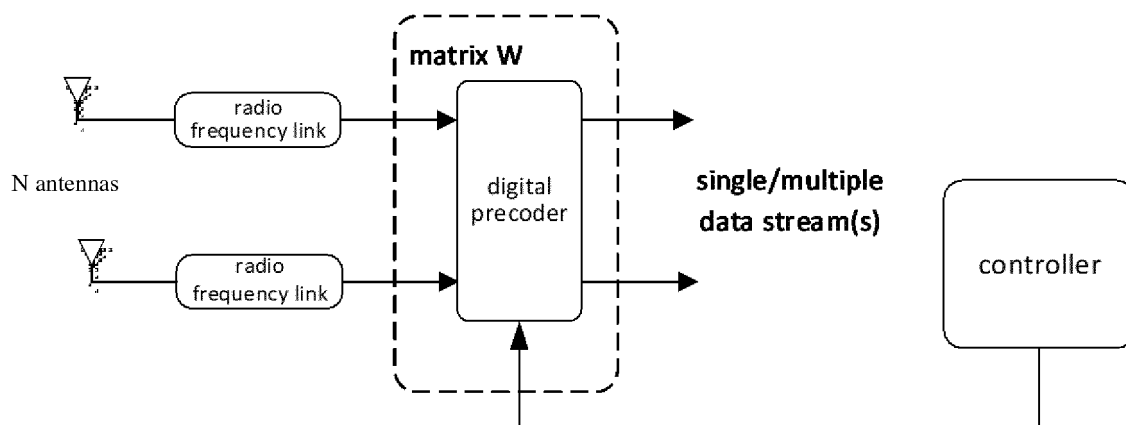 matrix W
radio
frequency link
N antennas
digital
precoder
single/multiple
data stream(s)
controller
radio
frequency link